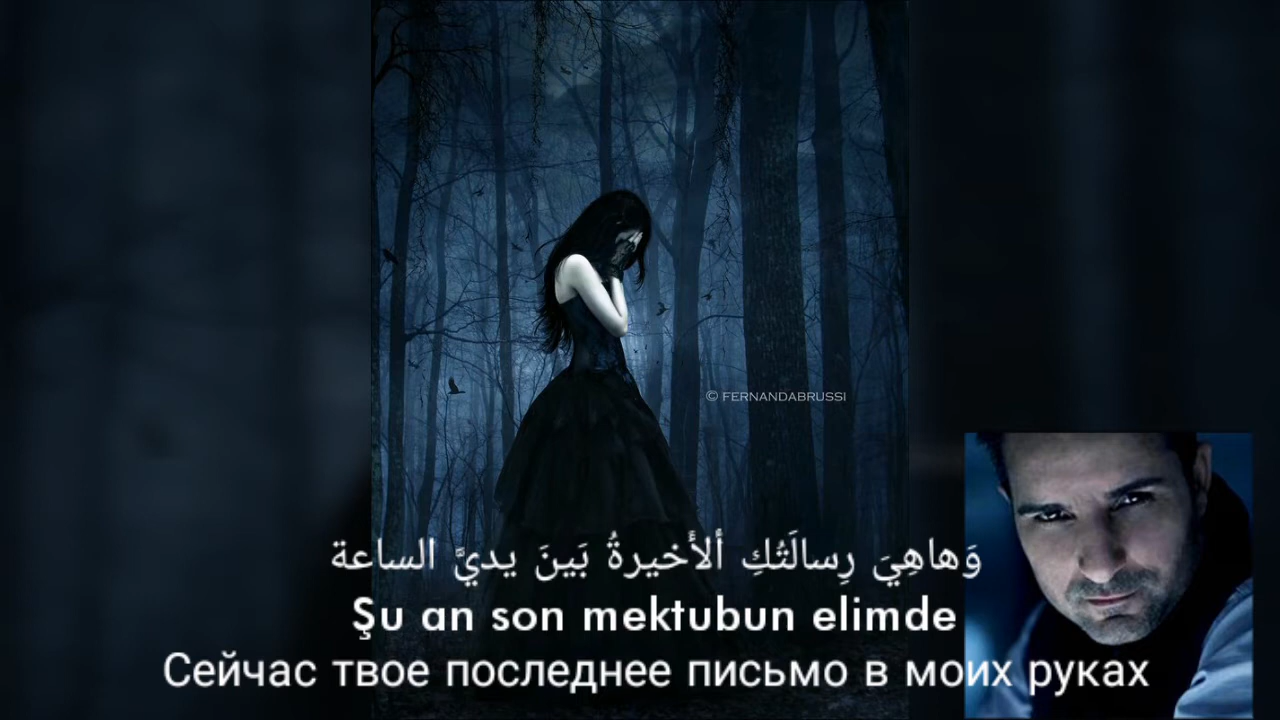 © FERNANDABRUSSI
وَهاهِيَ رِسالَتُكِ ألأخيرةُ بَينَ يديَّ الساعة
Şu an son mektubun elimde
Сейчас твое последнее письмо в моих руках